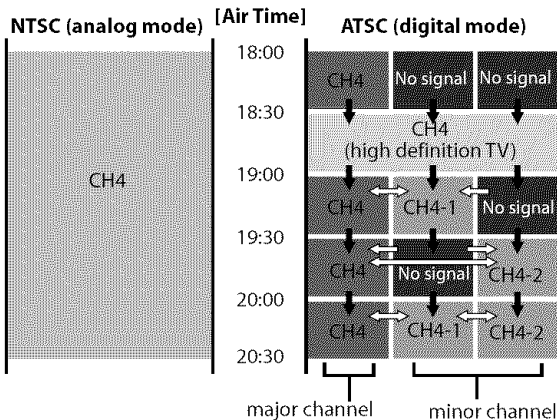 NTSC (analog mode) [Air Time] ATSC (digital mode)
18:00
CH4 No signal No signal
18:30
CH4
(high definition TV)
19:00
CH4
CH4 CH4-1 No signal
19:30
CH4 No signal CH4-2
20:00
CH4 CH4-1 CH4-2
20:30
major channel minor channel